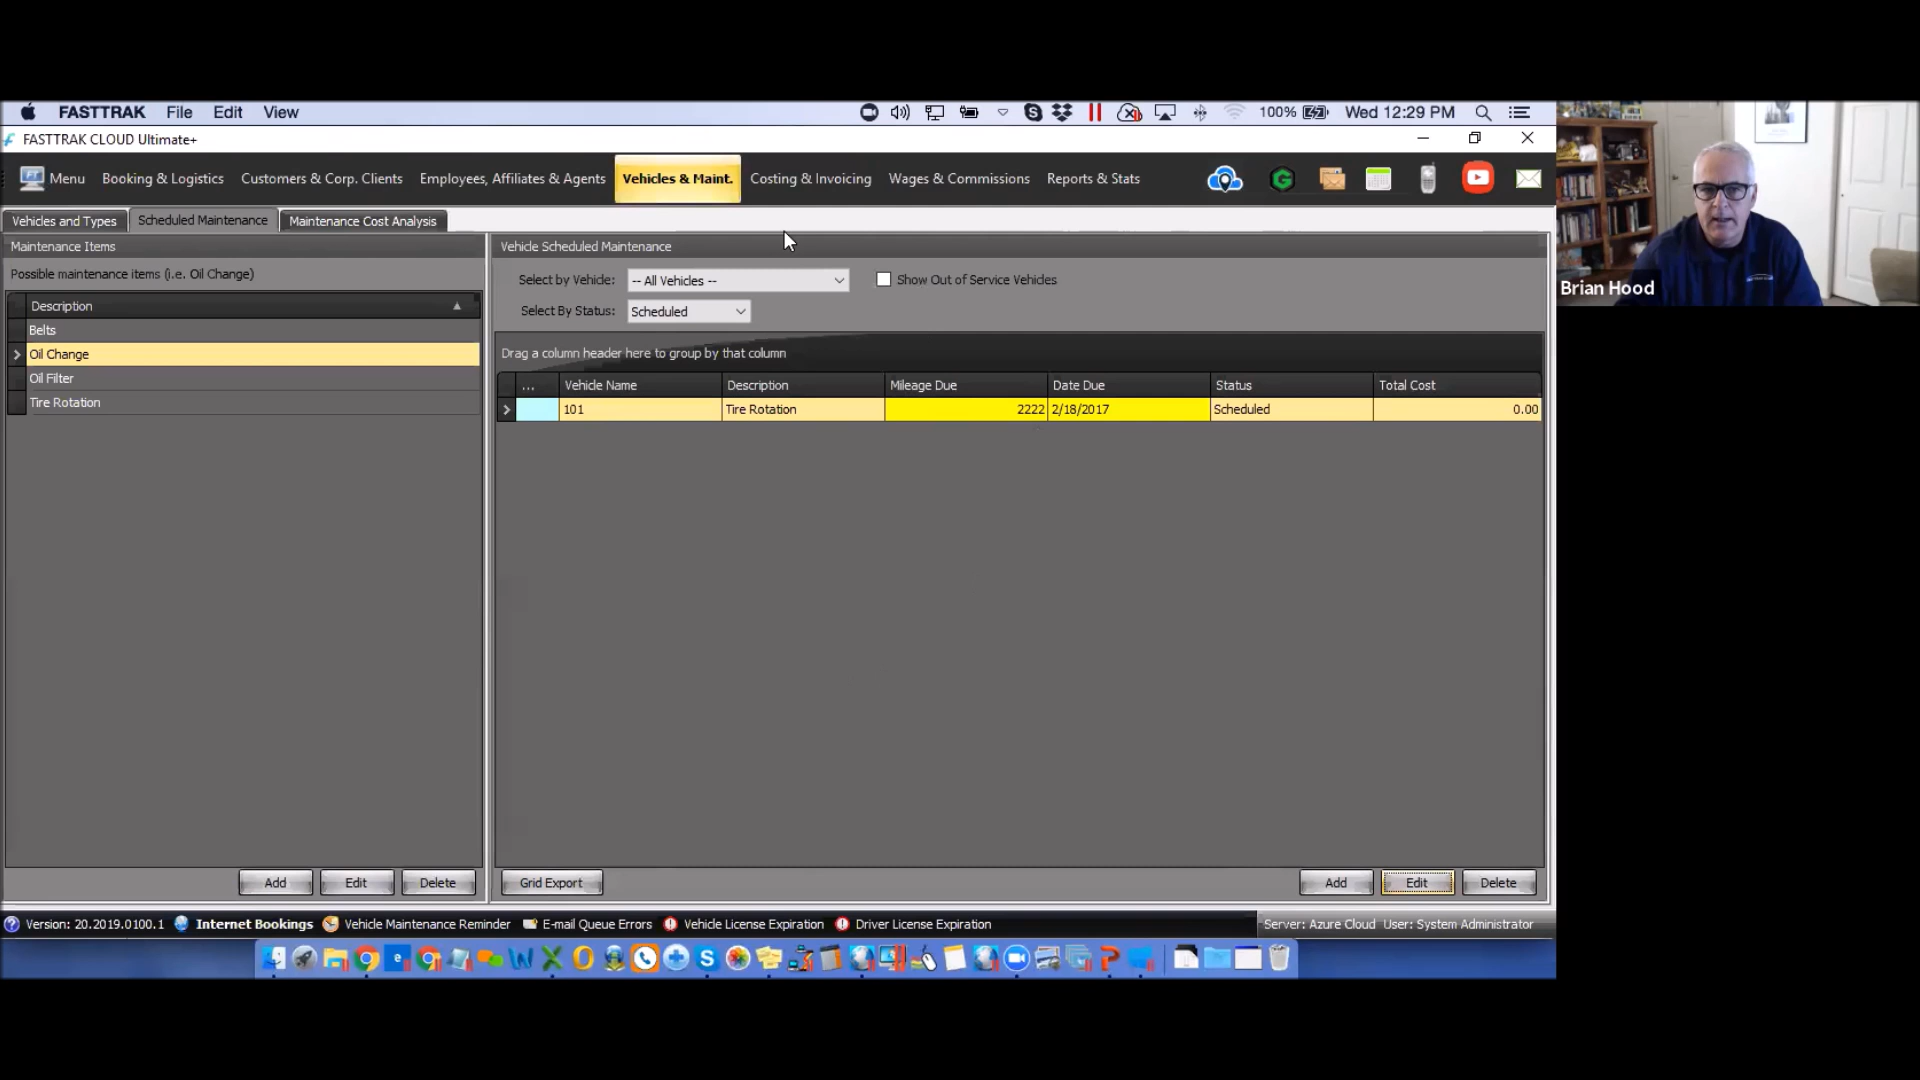 FASTTRAK File Edit View 100% Wed 12:29 PM
FASTTRAK CLOUD Ultimate+
FT Menu Booking & Logistics Customers & Corp. Clients Employees, Affiliates & Agents Vehicles & Maint. Costing & Invoicing Wages & Commissions Reports & Stats
Vehicles and Types Scheduled Maintenance Maintenance Cost Analysis
Maintenance Items
Vehicle Scheduled Maintenance
Possible maintenance items (i.e. Oil Change)
Select by Vehicle: -- All Vehicles -- Show Out of Service Vehicles
Brian Hood
Select By Status: Scheduled
Description
Belts
Oil Change
Oil Filter
Tire Rotation
Drag a column header here to group by that column
... Vehicle Name Description Mileage Due Date Due Status Total Cost
101 Tire Rotation 2222 2/18/2017 Scheduled 0.00
Add Edit Delete
Grid Export Add Edit Delete
Version: 20.2019.0100.1 Internet Bookings Vehicle Maintenance Reminder E-mail Queue Errors Vehicle License Expiration Driver License Expiration Server: Azure Cloud User: System Administrator